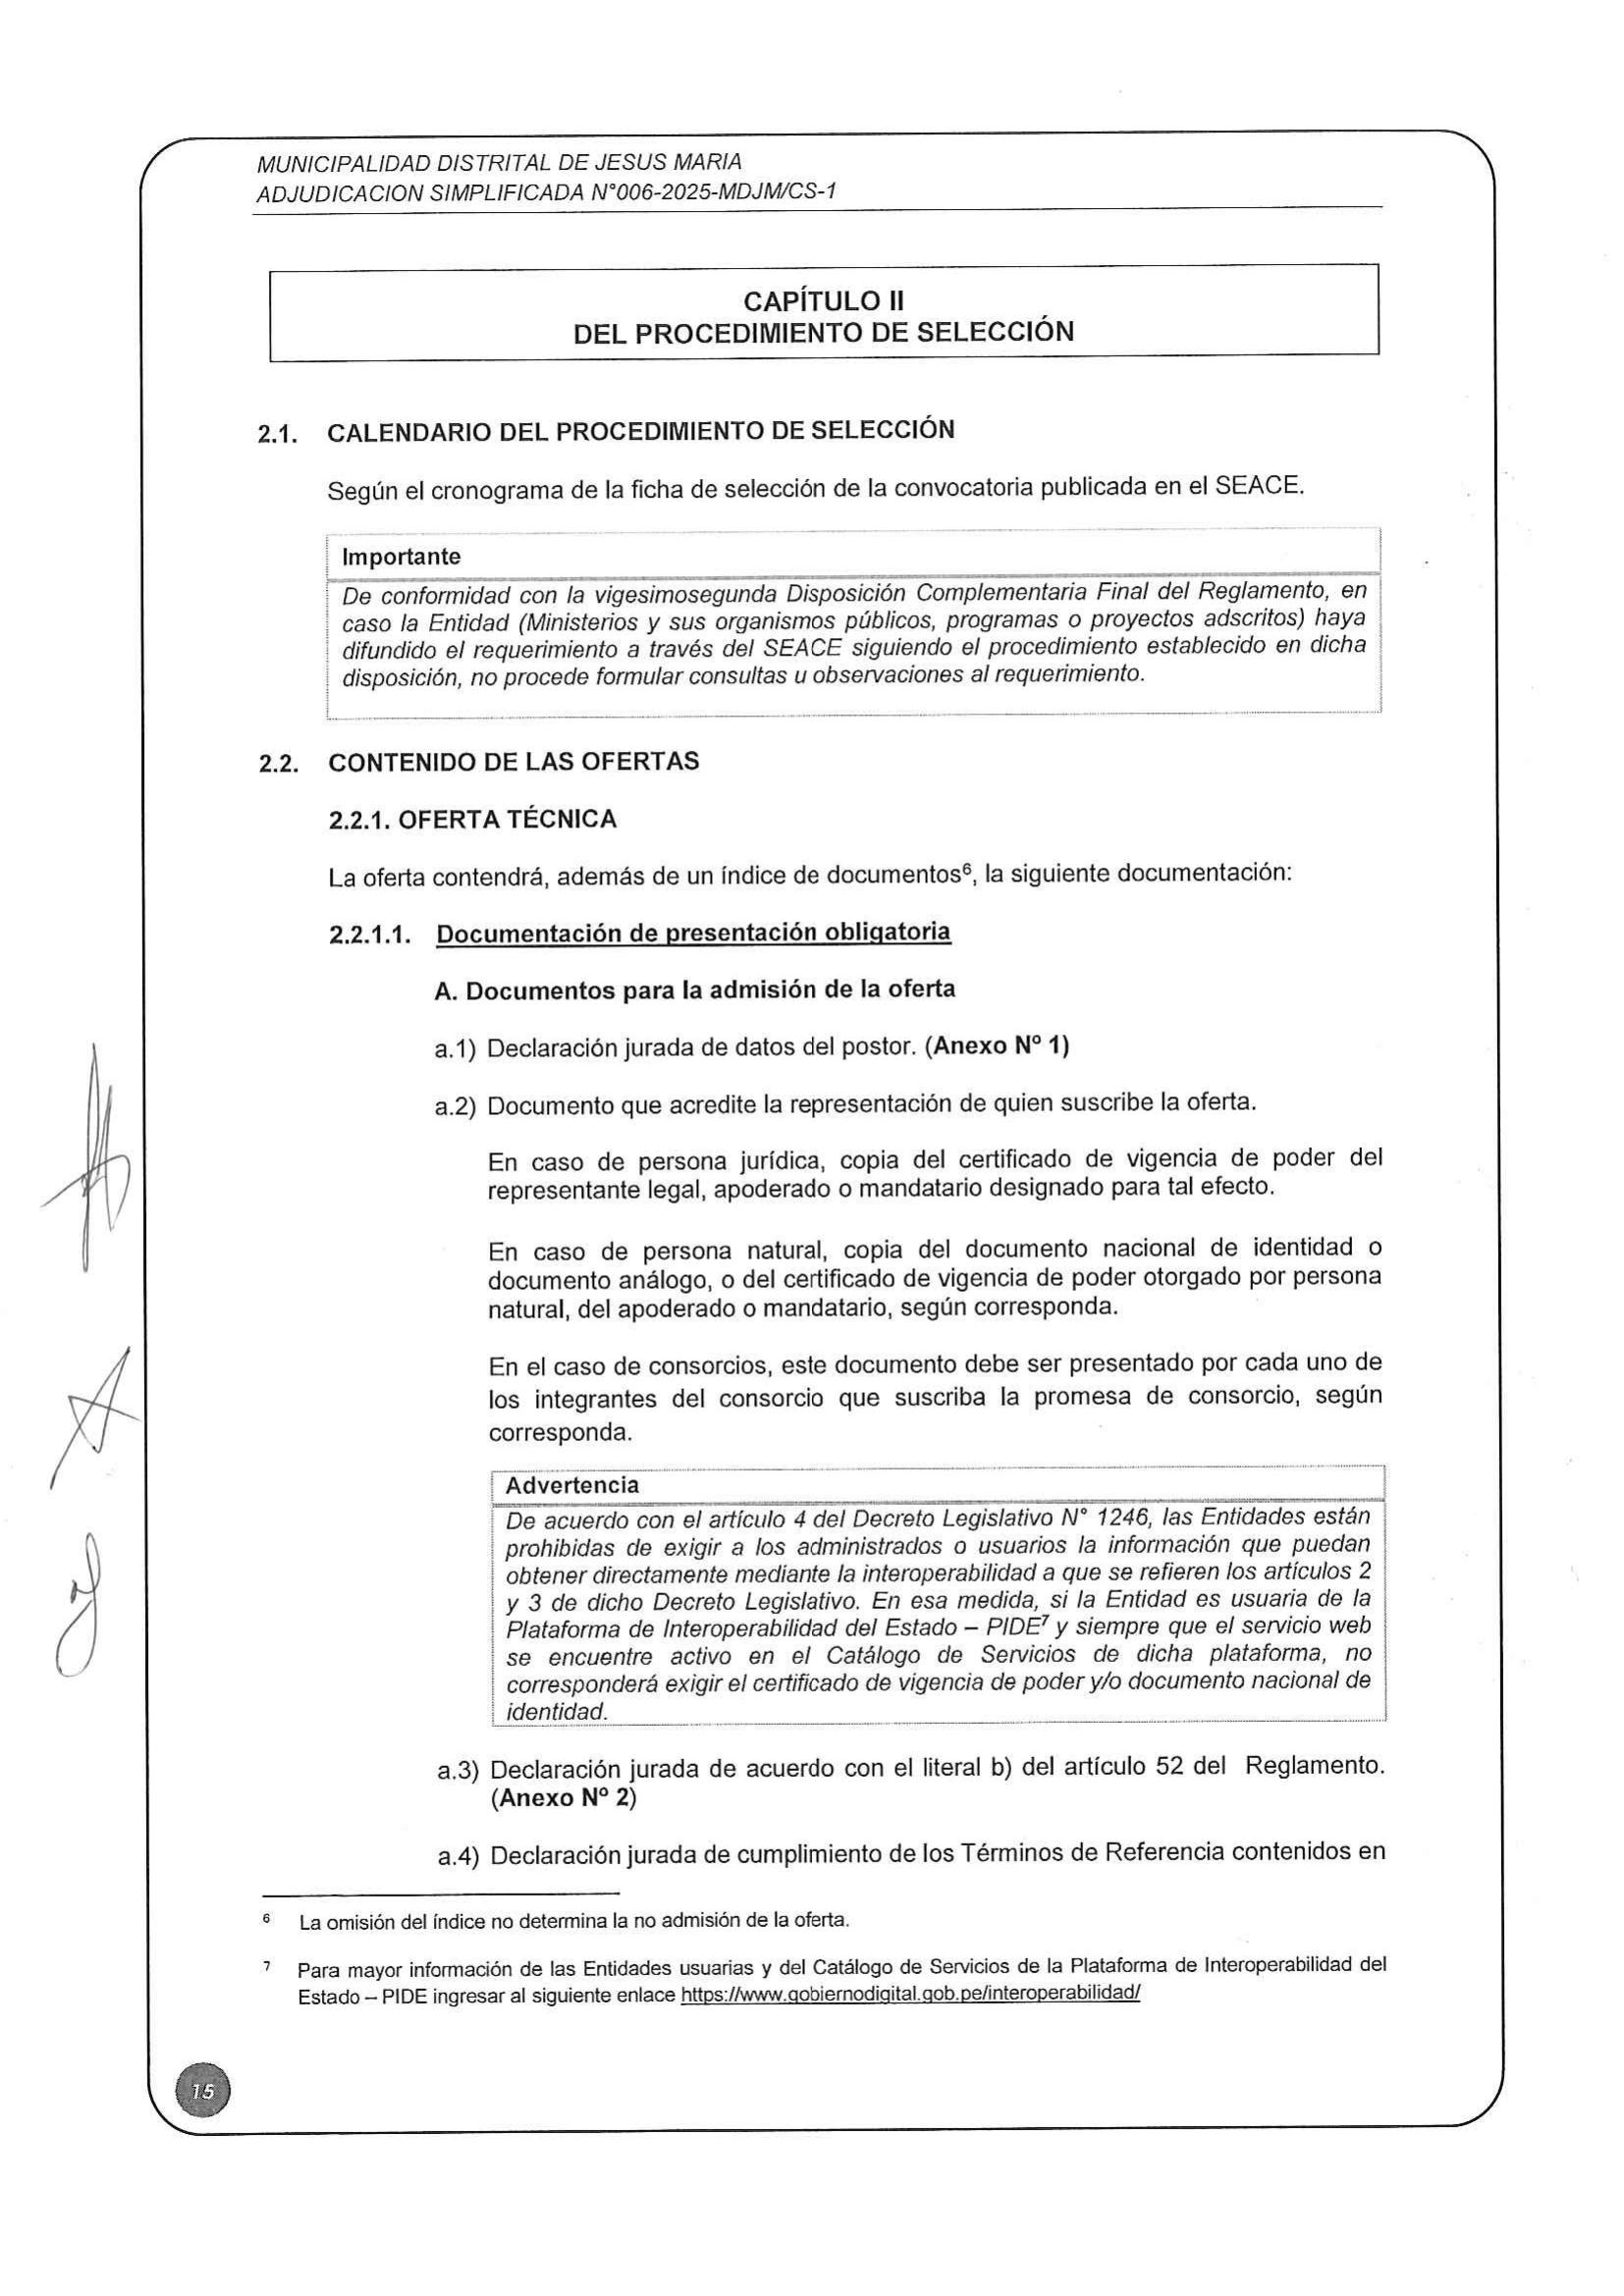 MUNICIPALIDAD DISTRITAL DE JESUS MARIA
ADJUDICACION SIMPLIFICADA N°006-2025-MDJM/CS-1
CAPÍTULO II
DEL PROCEDIMIENTO DE SELECCIÓN
2.1. CALENDARIO DEL PROCEDIMIENTO DE SELECCIÓN
Según el cronograma de la ficha de selección de la convocatoria publicada en el SEACE.
Importante
De conformidad con la vigesimosegunda Disposición Complementaria Final del Reglamento, en
caso la Entidad (Ministerios y sus organismos públicos, programas o proyectos adscritos) haya
difundido el requerimiento a través del SEACE siguiendo el procedimiento establecido en dicha
disposición, no procede formular consultas u observaciones al requerimiento.
2.2. CONTENIDO DE LAS OFERTAS
2.2.1. OFERTA TÉCNICA
La oferta contendrá, además de un índice de documentos⁶, la siguiente documentación:
2.2.1.1. Documentación de presentación obligatoria
A. Documentos para la admisión de la oferta
a.1) Declaración jurada de datos del postor. (Anexo Nº 1)
a.2) Documento que acredite la representación de quien suscribe la oferta.
En caso de persona jurídica, copia del certificado de vigencia de poder del
representante legal, apoderado o mandatario designado para tal efecto.
En caso de persona natural, copia del documento nacional de identidad o
documento análogo, o del certificado de vigencia de poder otorgado por persona
natural, del apoderado o mandatario, según corresponda.
En el caso de consorcios, este documento debe ser presentado por cada uno de
los integrantes del consorcio que suscriba la promesa de consorcio, según
corresponda.
Advertencia
De acuerdo con el artículo 4 del Decreto Legislativo N° 1246, las Entidades están
prohibidas de exigir a los administrados o usuarios la información que puedan
obtener directamente mediante la interoperabilidad a que se refieren los artículos 2
y 3 de dicho Decreto Legislativo. En esa medida, si la Entidad es usuaria de la
Plataforma de Interoperabilidad del Estado – PIDE⁷ y siempre que el servicio web
se encuentre activo en el Catálogo de Servicios de dicha plataforma, no
corresponderá exigir el certificado de vigencia de poder y/o documento nacional de
identidad.
a.3) Declaración jurada de acuerdo con el literal b) del artículo 52 del Reglamento.
(Anexo Nº 2)
a.4) Declaración jurada de cumplimiento de los Términos de Referencia contenidos en
⁶ La omisión del índice no determina la no admisión de la oferta.
⁷ Para mayor información de las Entidades usuarias y del Catálogo de Servicios de la Plataforma de Interoperabilidad del
Estado – PIDE ingresar al siguiente enlace https://www.gobiernodigital.gob.pe/interoperabilidad/
15